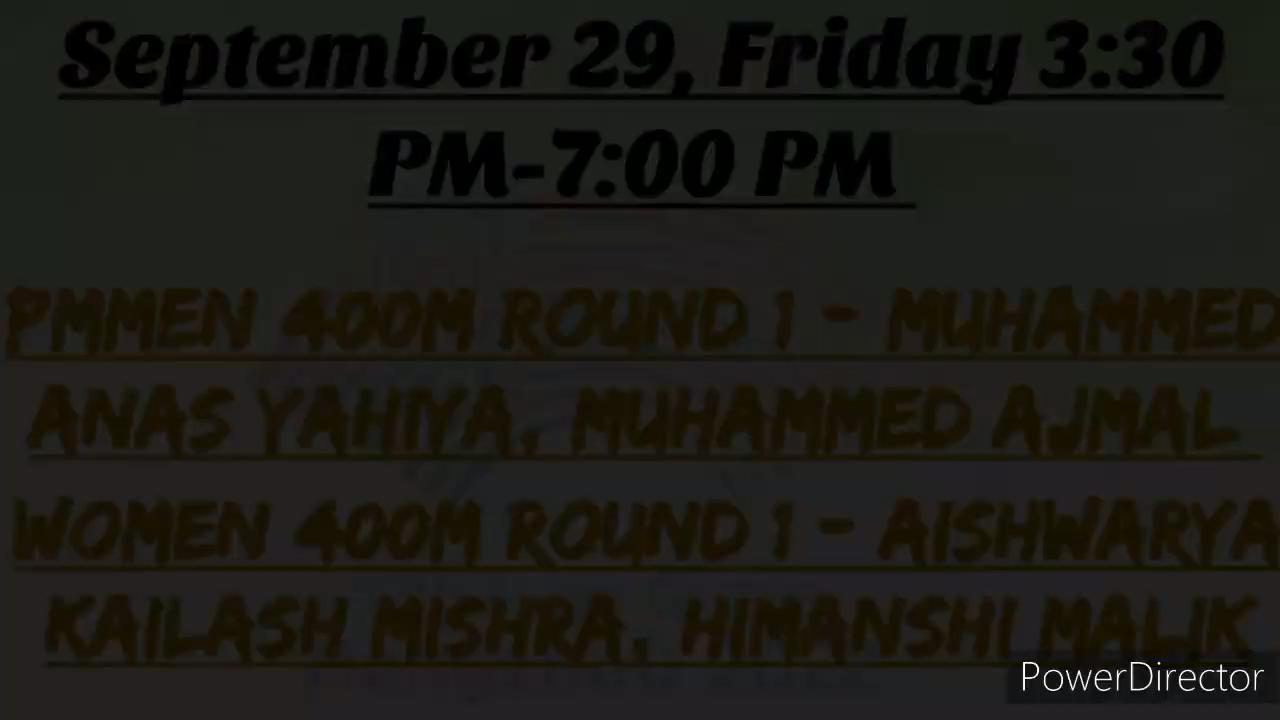 September 29, Friday 3:30
PM-7:00 PM
PMMEN 400M ROUND 1 - MUHAMMED
ANAS YAHIYA, MUHAMMED AJMAL
WOMEN 400M ROUND 1 - AISHWARYA
KAILASH MISHRA, HIMANSHI MALIK
PowerDirector